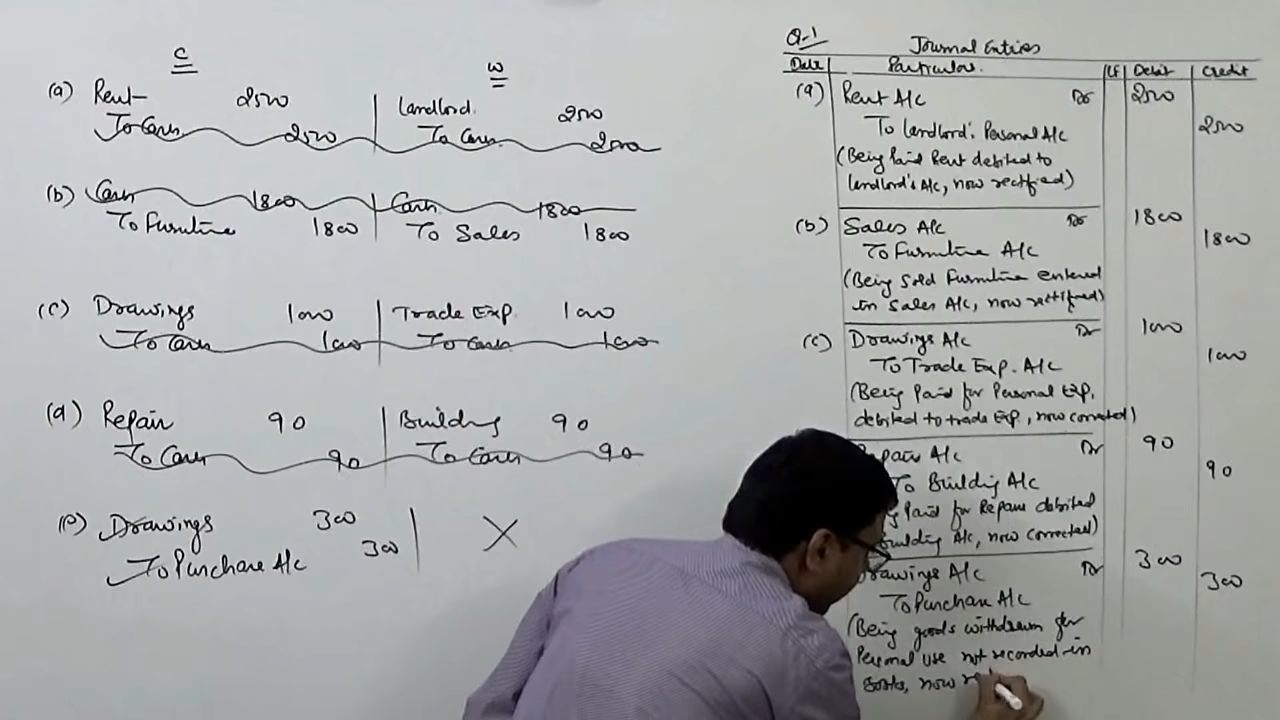 C
W
(a) Rent 2500 Landlord. 2500
To Cash 2500 To Cash 2500
(b) Cash 1800 Cash 1800
To Furniture 1800 To Sales 1800
(c) Drawings 1000 Trade Exp. 1000
To Cash 1000 To Cash 1000
(d) Repair 90 Building 90
To Cash 90 To Cash 90
(e) Drawings 300
To Purchase A/c 300
Q-1 Journal Entries
Date Particular. LF Debit Credit
(a) Rent A/c Dr 2500
To Landlord's Personal A/c 2500
(Being Paid Rent debited to
landlord's A/c, now rectified)
(b) Sales A/c Dr 1800
To Furniture A/c 1800
(Being Sold Furniture entered
in Sales A/c, now rectified)
(c) Drawings A/c Dr 1000
To Trade Exp. A/c 1000
(Being Paid for Personal Exp,
debited to trade Exp, now corrected)
Repair A/c Dr 90
To Building A/c 90
Paid for Repairs debited
Building A/c, now corrected)
Drawings A/c Dr 300
To Purchase A/c 300
(Being goods withdrawn for
Personal use not recorded in
books, now